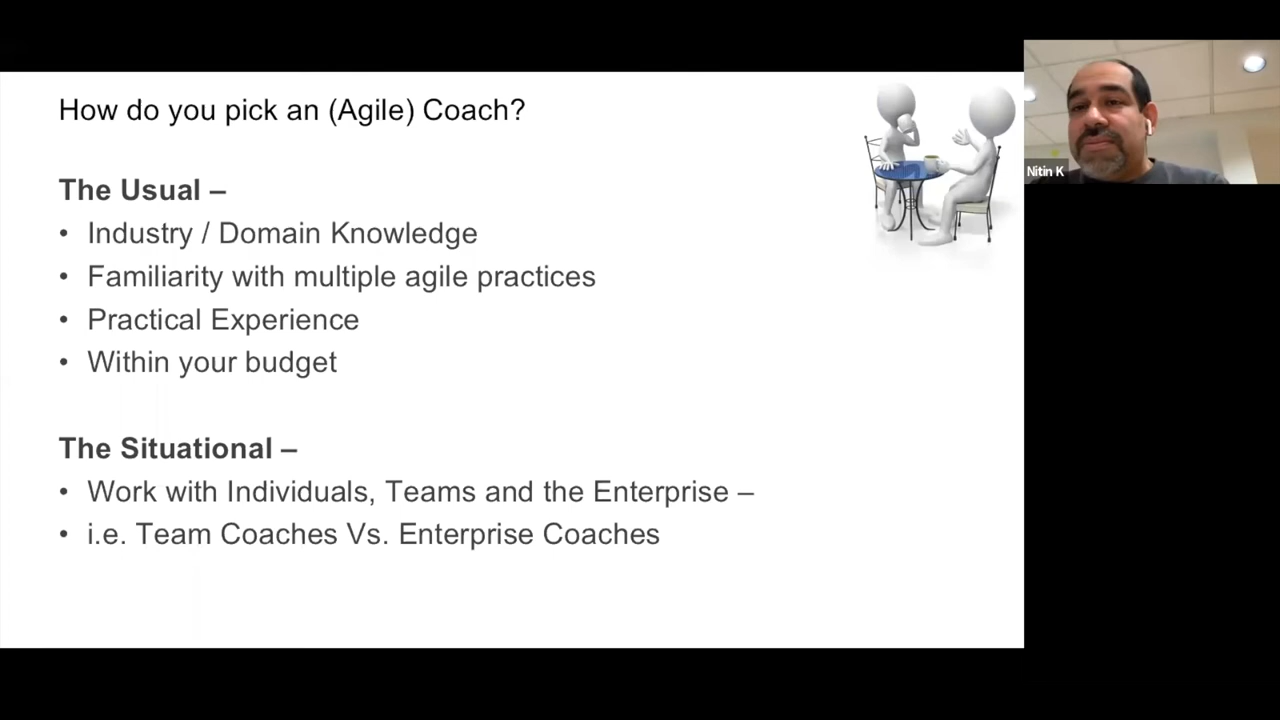 How do you pick an (Agile) Coach?
The Usual –
• Industry / Domain Knowledge
• Familiarity with multiple agile practices
• Practical Experience
• Within your budget
The Situational –
• Work with Individuals, Teams and the Enterprise –
• i.e. Team Coaches Vs. Enterprise Coaches
Nitin K